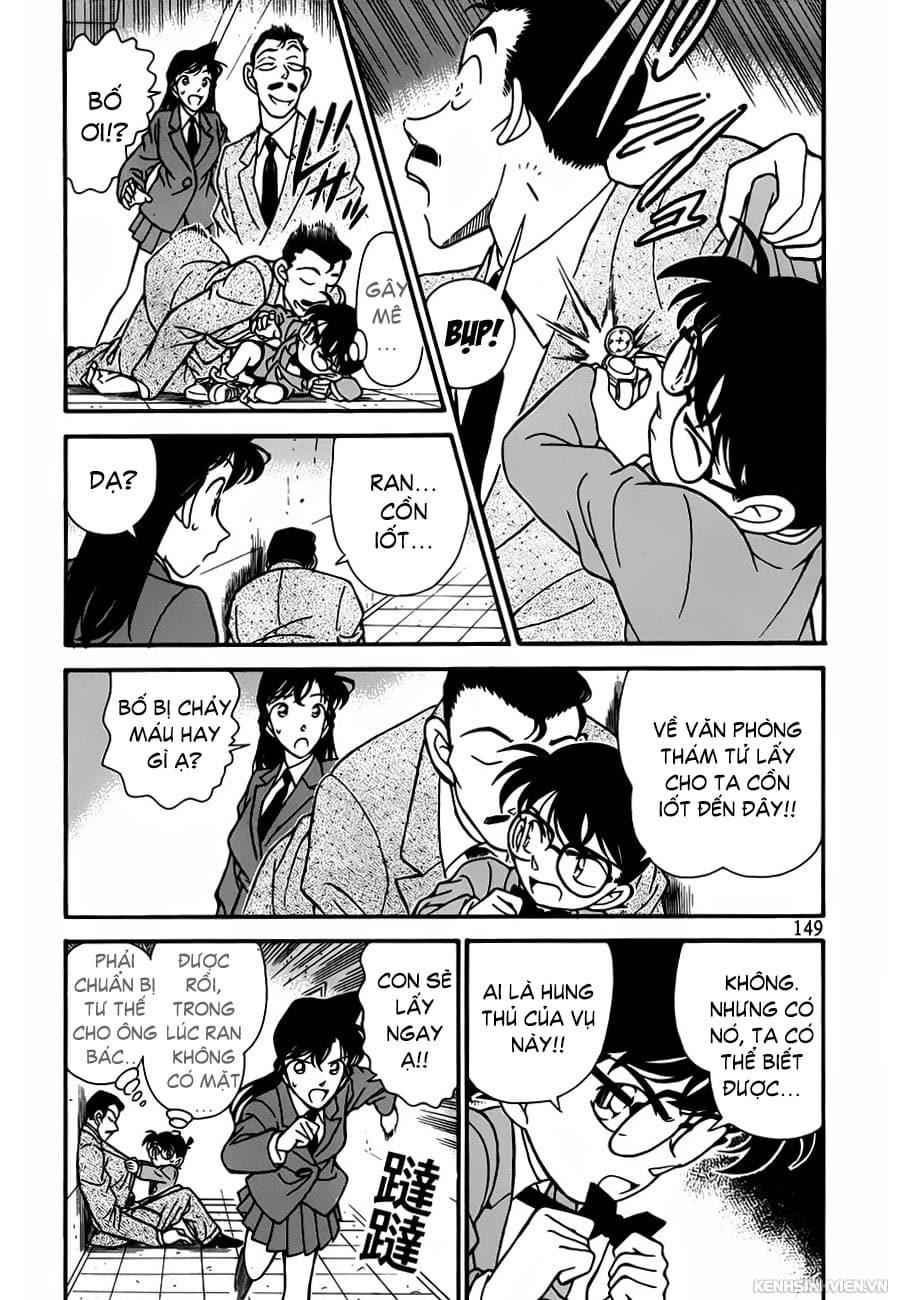 BỤP!
BỐ
ƠI!?
GÂY
MÊ
...
RAN...
CỒN
IỐT...
DẠ?
VỀ VĂN PHÒNG
THÁM TỬ LẤY
CHO TA CỒN
IỐT ĐẾN ĐÂY!!
BỐ BỊ CHẢY
MÁU HAY
GÌ Ạ?
149
KHÔNG.
NHƯNG CÓ
NÓ, TA CÓ
THỂ BIẾT
ĐƯỢC...
AI LÀ HUNG
THỦ CỦA VỤ
NÀY!!
CON SẼ
LẤY
NGAY
Ạ!!
躂躂
ĐƯỢC
RỒI,
TRONG
LÚC RAN
KHÔNG
CÓ MẶT
...
PHẢI
CHUẨN BỊ
TƯ THẾ
CHO ÔNG
BÁC...